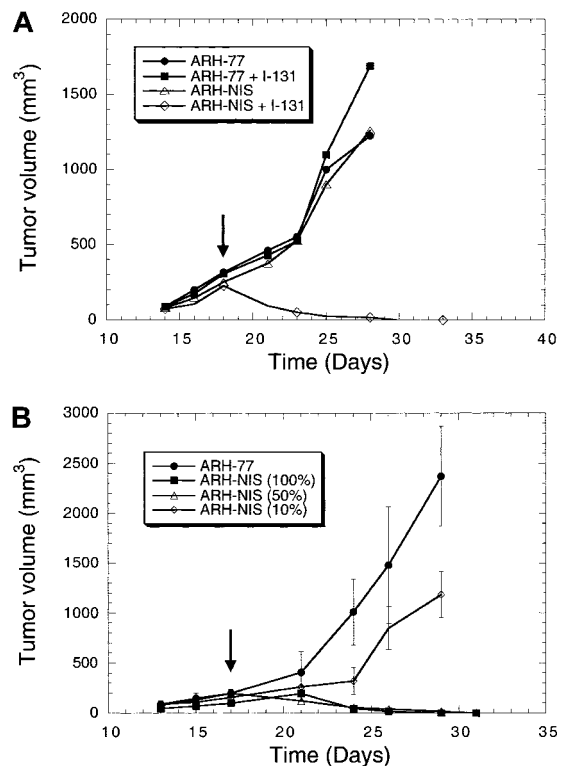 A
Tumor volume (mm³)
2000
1500
1000
500
0
ARH-77
ARH-77 + I-131
ARH-NIS
ARH-NIS + I-131
10 15 20 25 30 35 40
Time (Days)
B
Tumor volume (mm³)
3000
2500
2000
1500
1000
500
0
ARH-77
ARH-NIS (100%)
ARH-NIS (50%)
ARH-NIS (10%)
10 15 20 25 30 35
Time (Days)